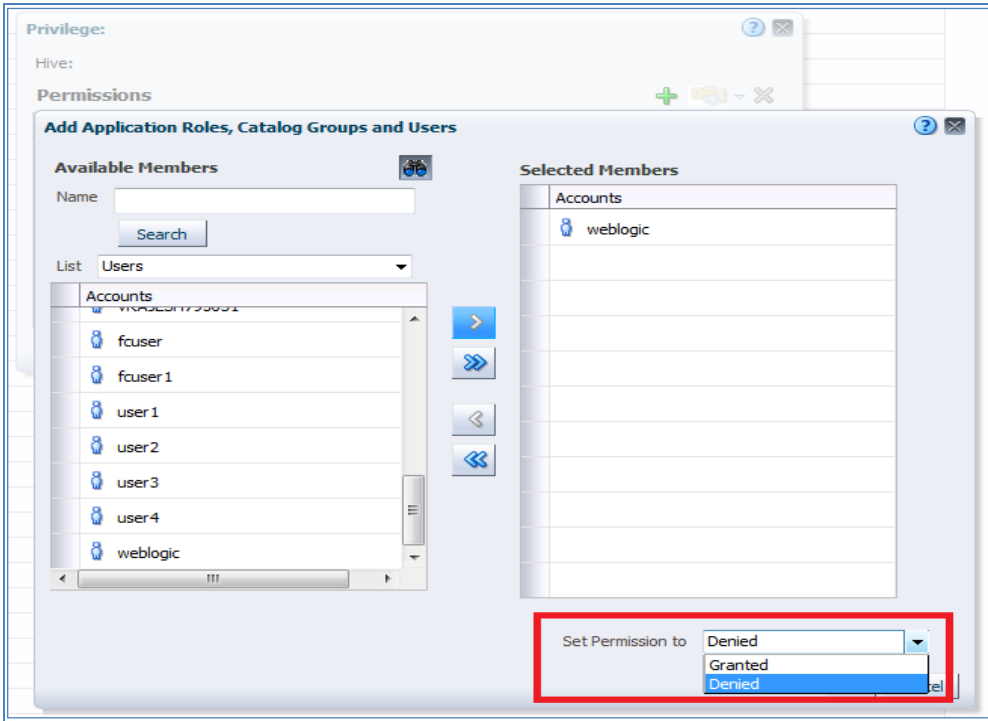 Privilege:
Hive:
Permissions
Add Application Roles, Catalog Groups and Users
Available Members
Name
Search
List Users
Accounts
fcuser
fcuser1
user1
user2
user3
user4
weblogic
Selected Members
Accounts
weblogic
Set Permission to Denied
Granted
Denied